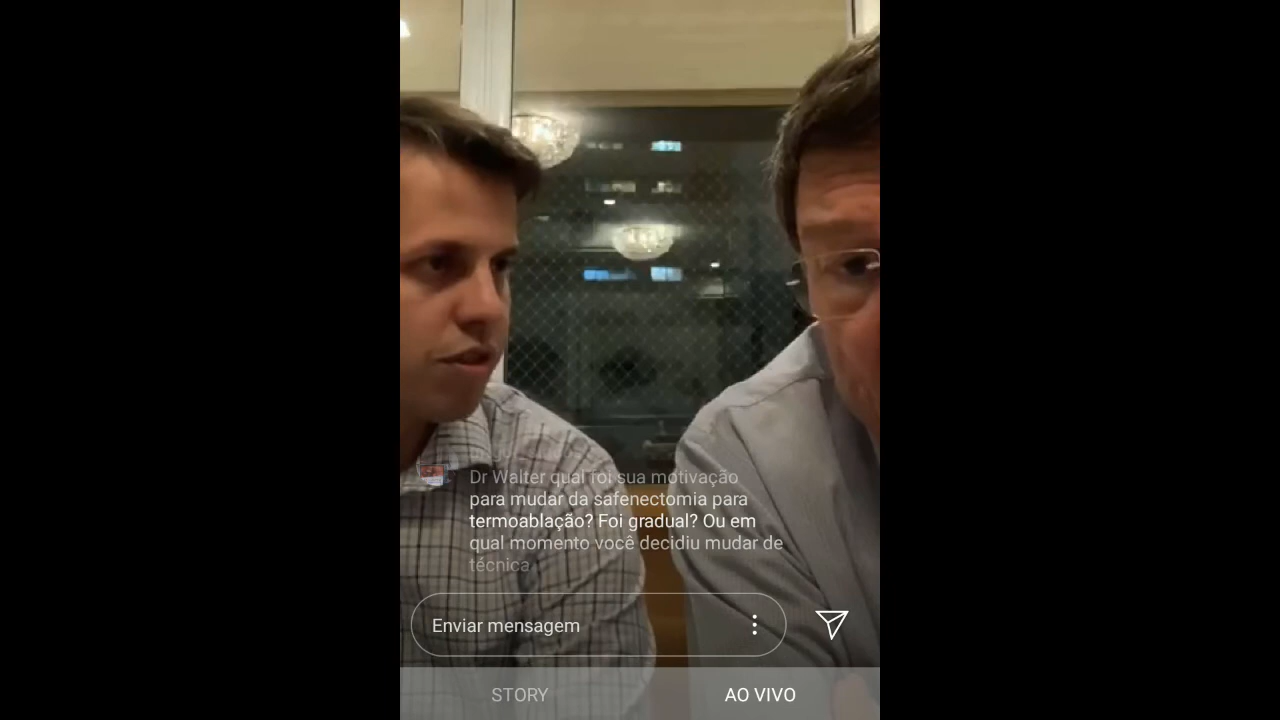 Dr Walter qual foi sua motivação
para mudar da safenectomia para
termoablação? Foi gradual? Ou em
qual momento você decidiu mudar de
técnica
Enviar mensagem
STORY
AO VIVO